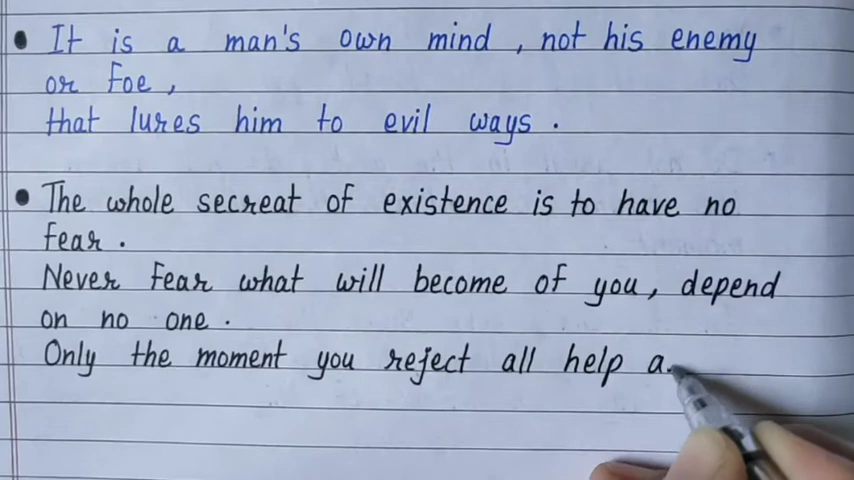 • It is a man's own mind, not his enemy
or foe,
that lures him to evil ways.
• The whole secreat of existence is to have no
fear.
Never fear what will become of you, depend
on no one.
Only the moment you reject all help a